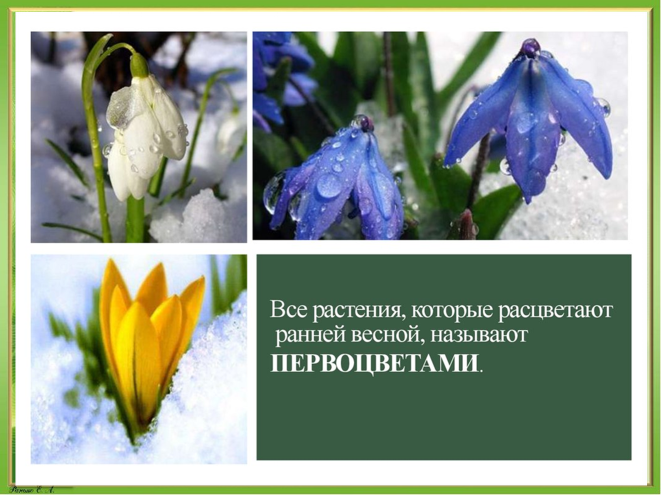 Все растения, которые расцветают
ранней весной, называют
ПЕРВОЦВЕТАМИ.